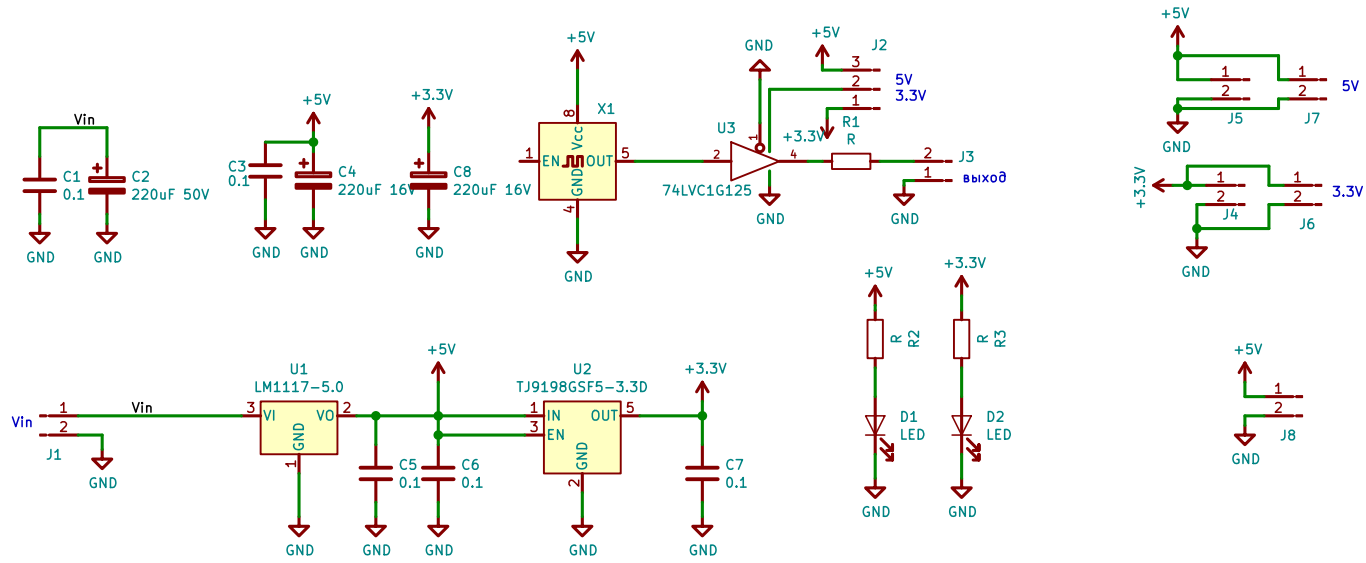 Vin
C1
0.1
C2
220uF 50V
GND
GND
+5V
C3
0.1
C4
220uF 16V
GND
GND
+3.3V
C8
220uF 16V
GND
+5V
X1
8
Vcc
1
EN
OUT
5
GND
4
GND
GND
U3
1
2
4
74LVC1G125
GND
+5V
J2
3
2
1
5V
3.3V
+3.3V
R1
R
2
J3
1
выход
GND
+5V
1
2
1
2
5V
J5
J7
GND
+3.3V
1
2
1
2
3.3V
J4
J6
GND
Vin
1
2
J1
GND
Vin
U1
LM1117-5.0
3
VI
VO
2
GND
1
GND
C5
0.1
GND
+5V
C6
0.1
GND
U2
TJ9198GSF5-3.3D
1
IN
OUT
5
3
EN
GND
2
GND
+3.3V
C7
0.1
GND
+5V
R
R2
D1
LED
GND
+3.3V
R
R3
D2
LED
GND
+5V
1
2
J8
GND